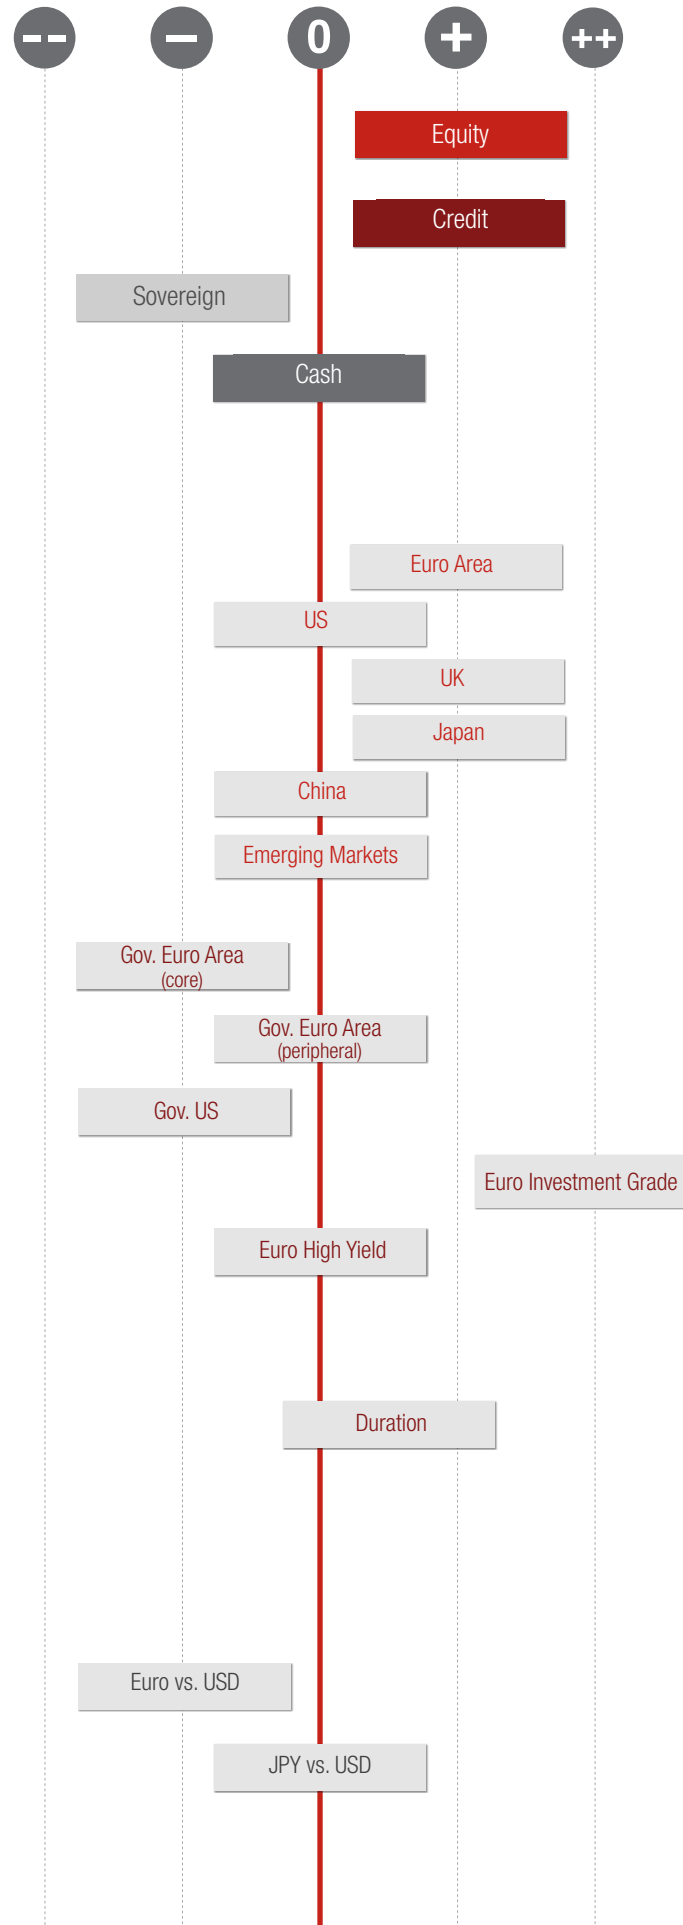 -- - 0 + ++
Equity
Credit
Sovereign
Cash
Euro Area
US
UK
Japan
China
Emerging Markets
Gov. Euro Area
(core)
Gov. Euro Area
(peripheral)
Gov. US
Euro Investment Grade
Euro High Yield
Duration
Euro vs. USD
JPY vs. USD